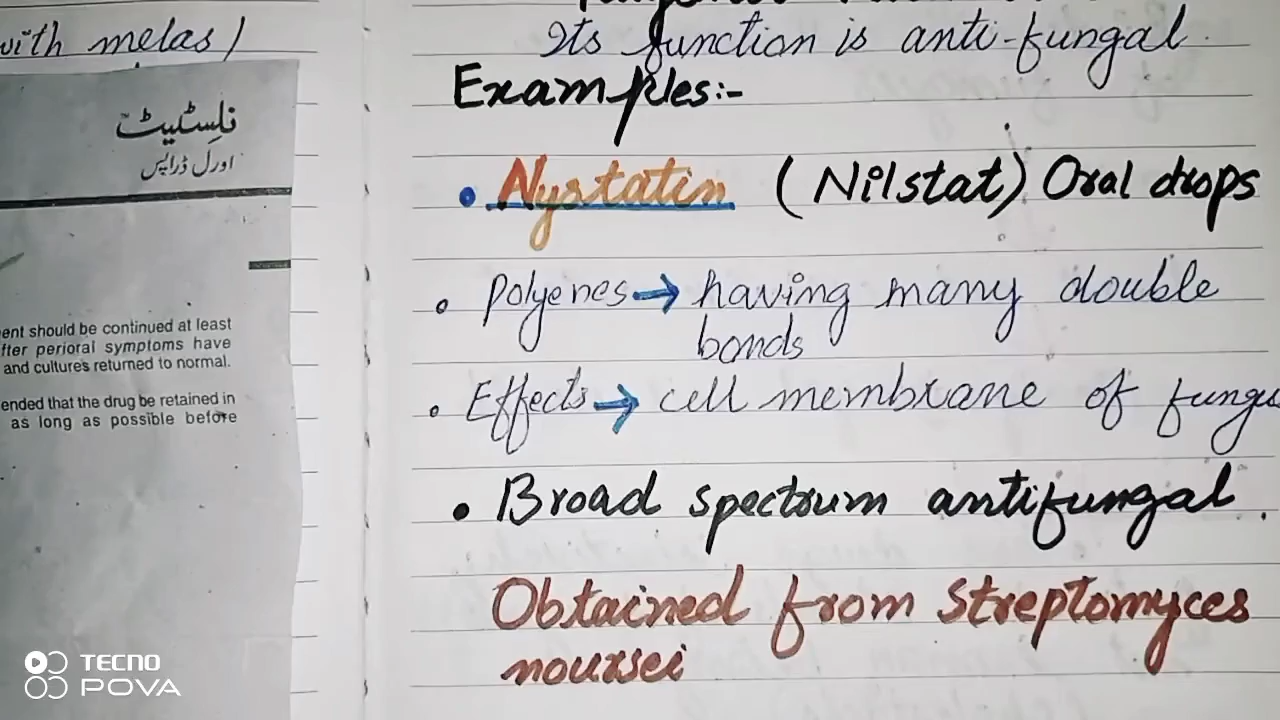 with melas/
نلسٹیٹ
اورل ڈراپس
ent should be continued at least
fter perioral symptoms have
and cultures returned to normal.
ended that the drug be retained in
as long as possible before
Its function is anti-fungal.
Examples:-
• Nystatin (Nilstat) Oral drops
• Polyenes → having many double
bonds
• Effects → cell membrane of fungu
• Broad spectrum antifungal.
Obtained from Streptomyces
noursei
TECNO
POVA